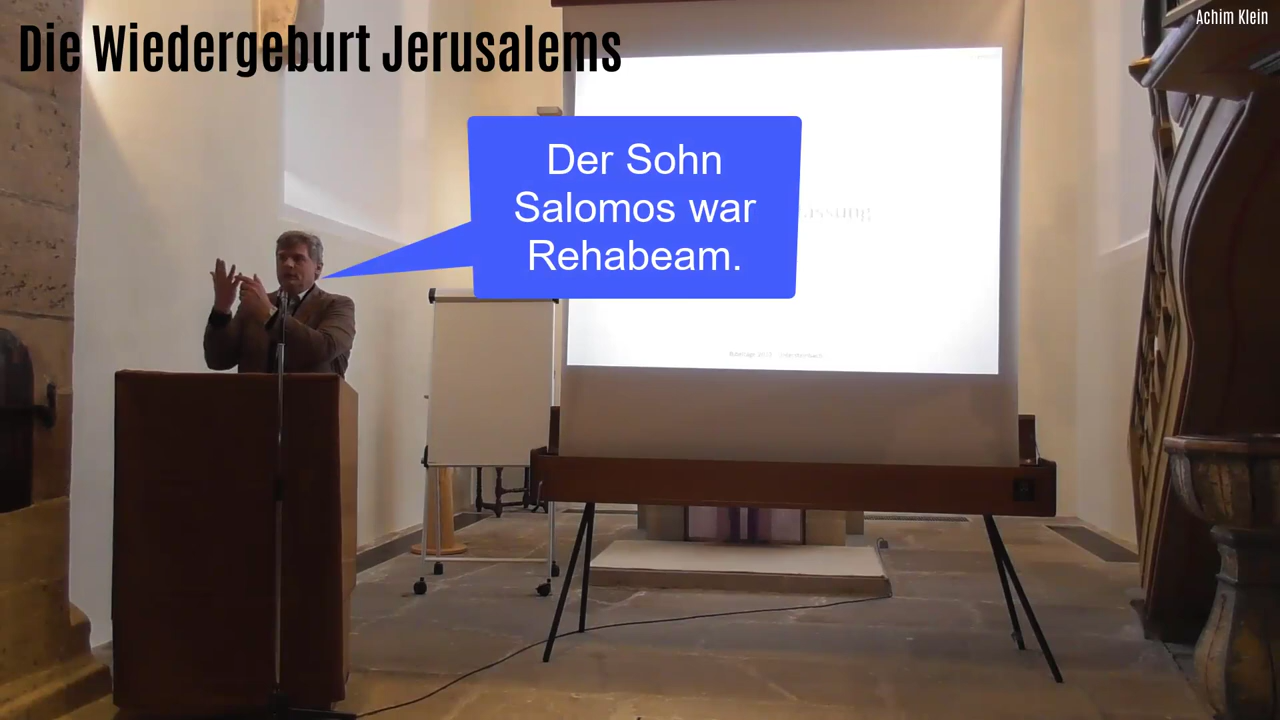 Die Wiedergeburt Jerusalems
Achim Klein
Der Sohn
Salomos war
Rehabeam.